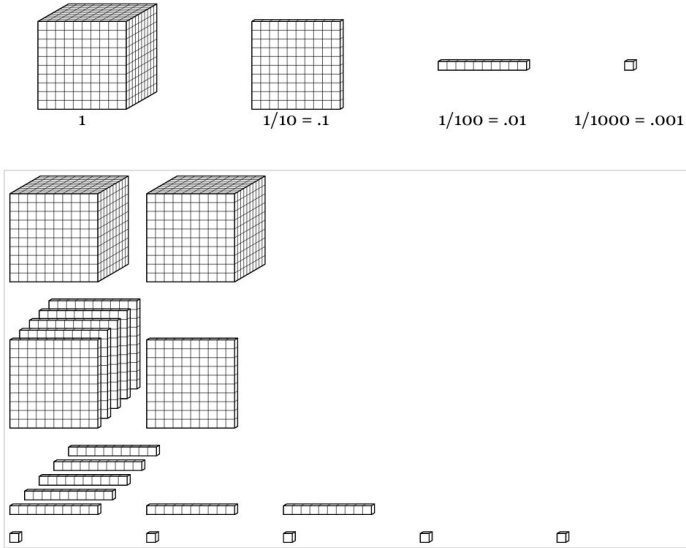 1
1/10 = .1
1/100 = .01
1/1000 = .001